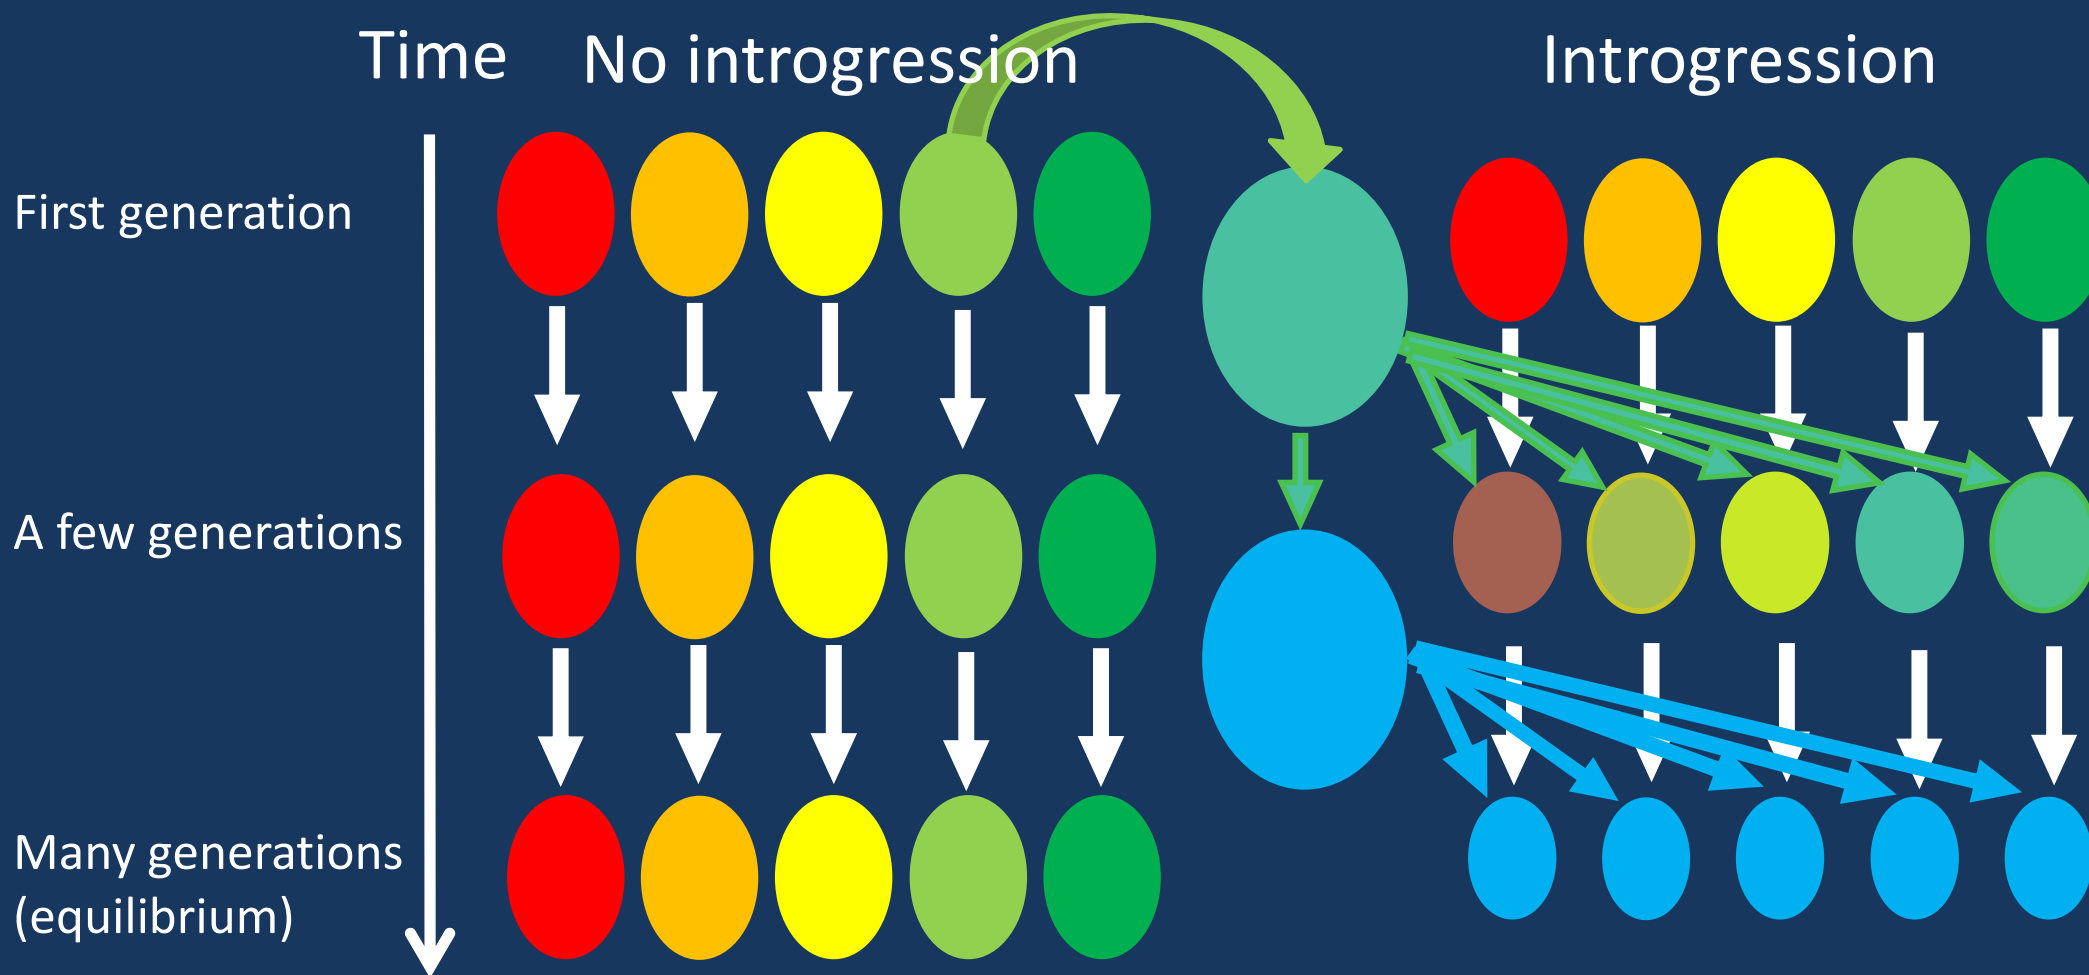 Time
No introgression
Introgression
First generation
A few generations
Many generations
(equilibrium)